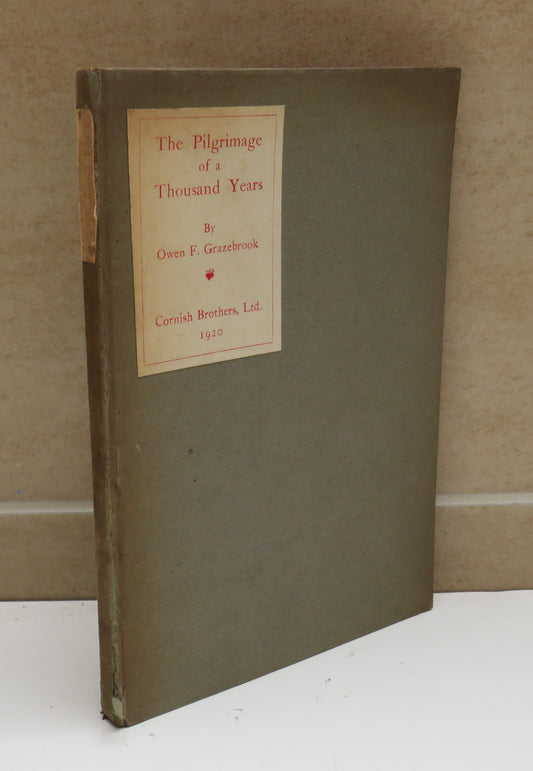 The Pilgrimage
of a
Thousand Years
By
Owen F. Grazebrook
Cornish Brothers, Ltd.
1920